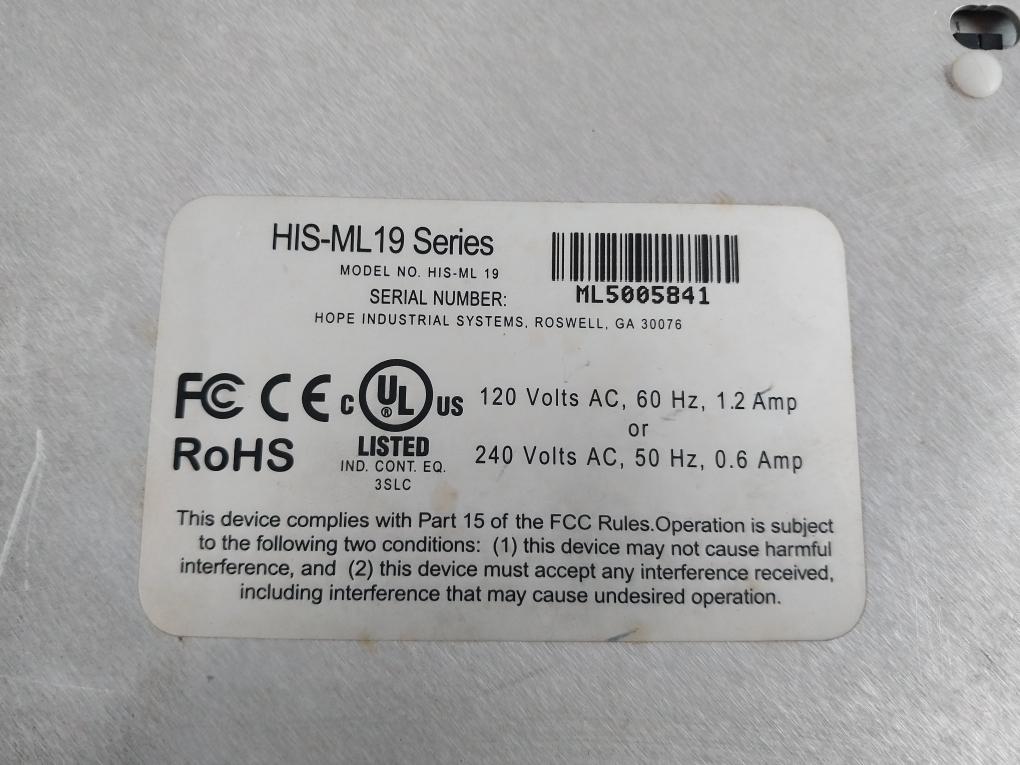 HIS-ML19 Series
MODEL NO. HIS-ML 19
SERIAL NUMBER:
ML5005841
HOPE INDUSTRIAL SYSTEMS, ROSWELL, GA 30076
FC CE c UL ® US
LISTED
RoHS
IND. CONT. EQ.
3SLC
120 Volts AC, 60 Hz, 1.2 Amp
or
240 Volts AC, 50 Hz, 0.6 Amp
This device complies with Part 15 of the FCC Rules.Operation is subject
to the following two conditions: (1) this device may not cause harmful
interference, and (2) this device must accept any interference received,
including interference that may cause undesired operation.